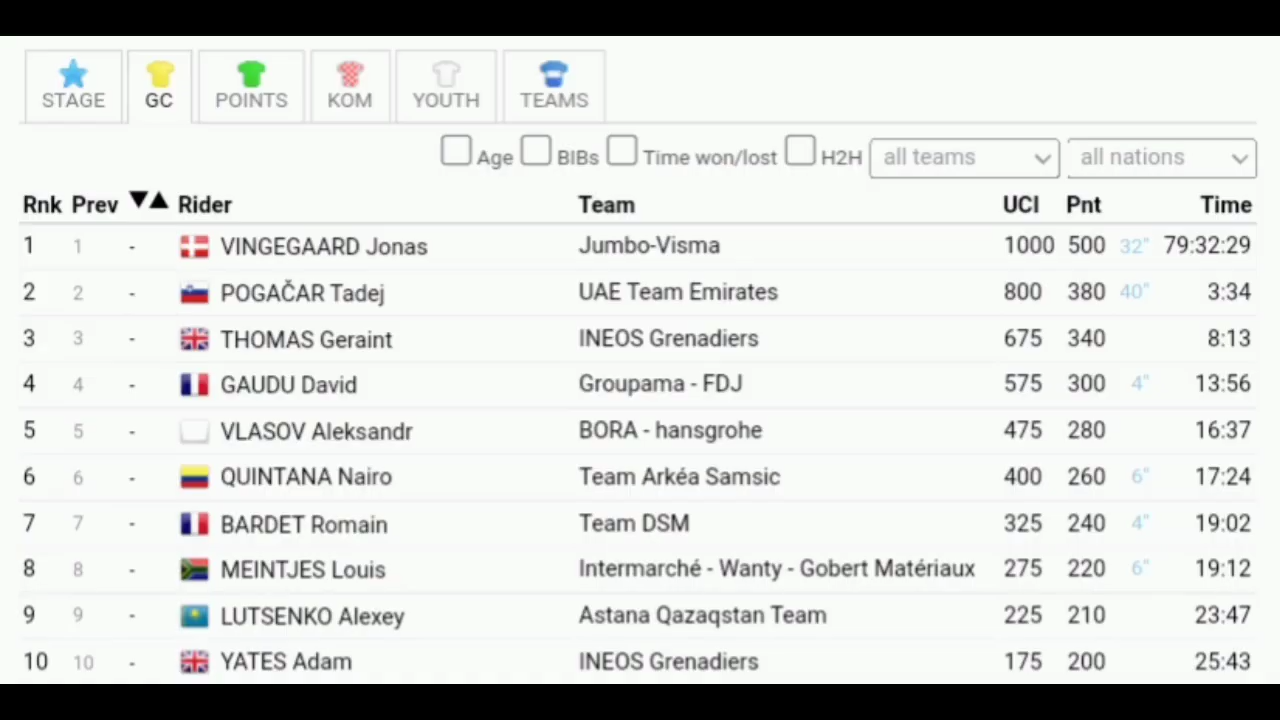 STAGE GC POINTS KOM YOUTH TEAMS
Age BIBs Time won/lost H2H all teams all nations
Rnk Prev ▼▲ Rider Team UCI Pnt Time
1 1 - VINGEGAARD Jonas Jumbo-Visma 1000 500 32" 79:32:29
2 2 - POGAČAR Tadej UAE Team Emirates 800 380 40" 3:34
3 3 - THOMAS Geraint INEOS Grenadiers 675 340 8:13
4 4 - GAUDU David Groupama - FDJ 575 300 4" 13:56
5 5 - VLASOV Aleksandr BORA - hansgrohe 475 280 16:37
6 6 - QUINTANA Nairo Team Arkéa Samsic 400 260 6" 17:24
7 7 - BARDET Romain Team DSM 325 240 4" 19:02
8 8 - MEINTJES Louis Intermarché - Wanty - Gobert Matériaux 275 220 6" 19:12
9 9 - LUTSENKO Alexey Astana Qazaqstan Team 225 210 23:47
10 10 - YATES Adam INEOS Grenadiers 175 200 25:43